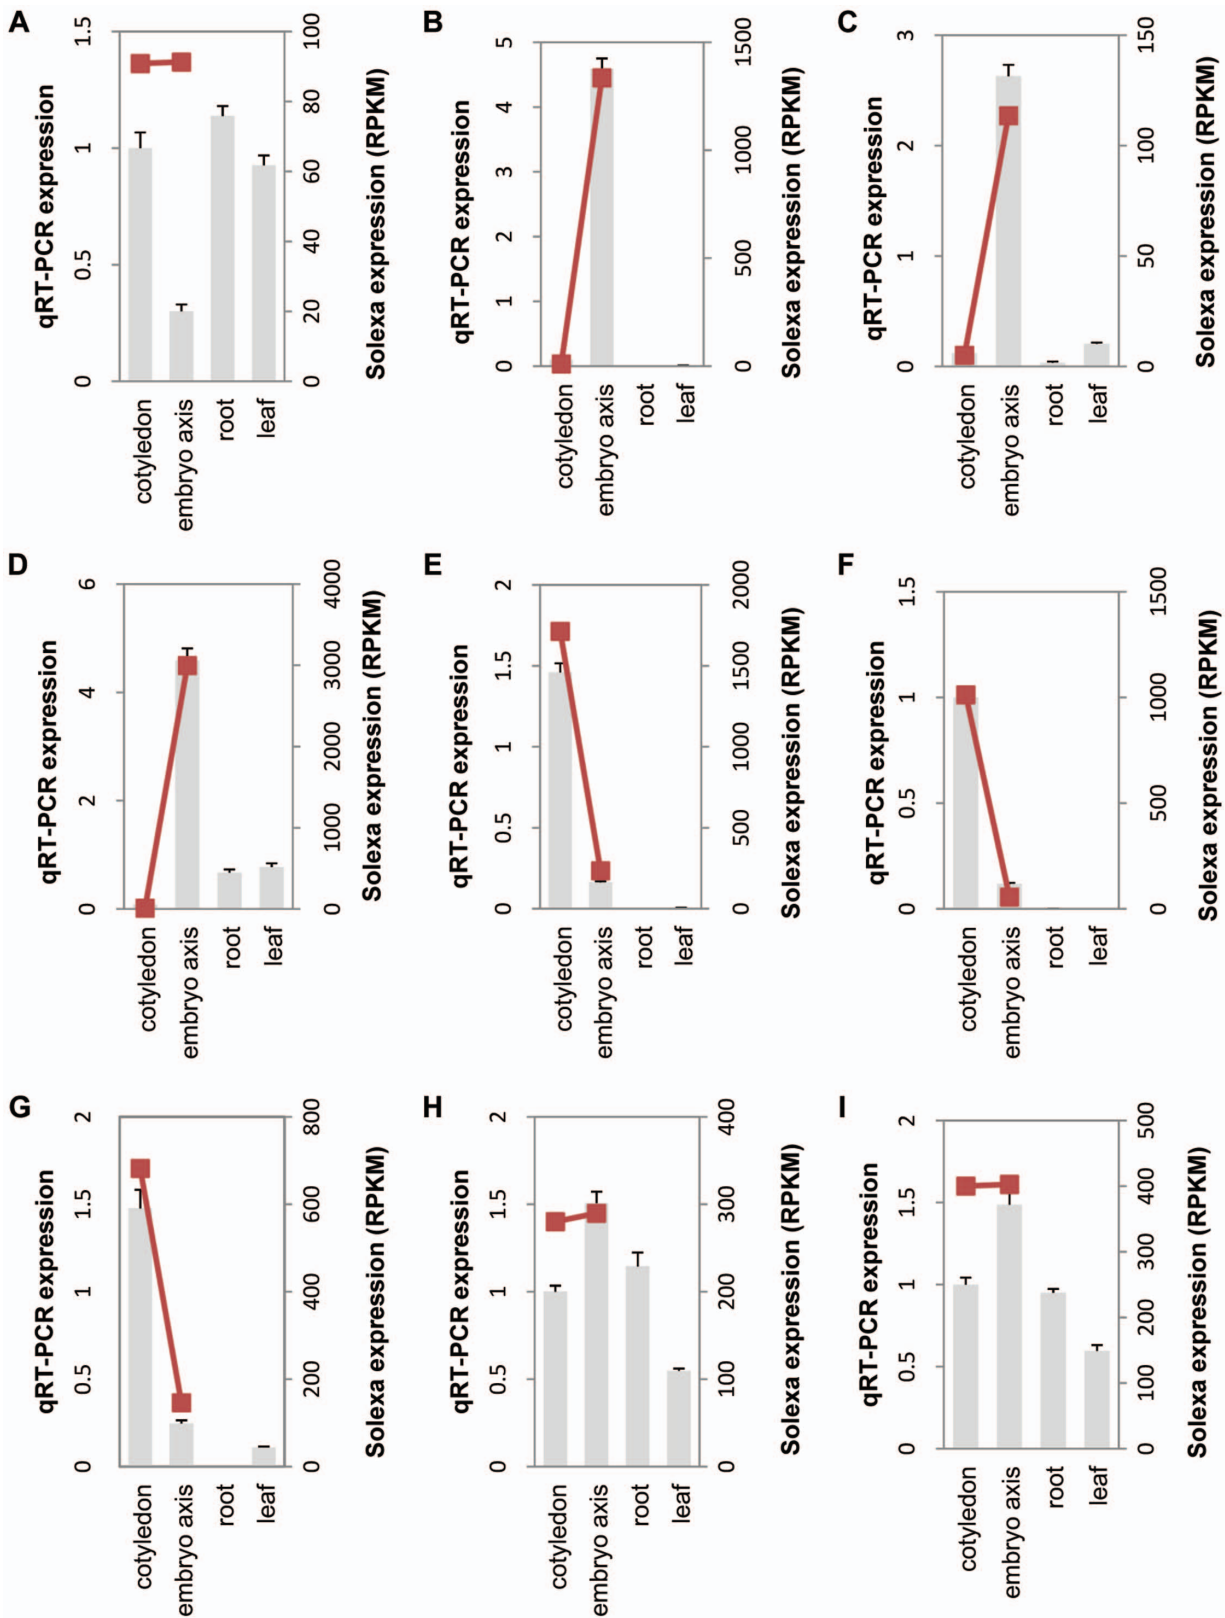 A
qRT-PCR expression
1.5
1
0.5
0
100
80
60
40
20
0
Solexa expression (RPKM)
cotyledon
embryo axis
root
leaf
B
qRT-PCR expression
5
4
3
2
1
0
1500
1000
500
0
Solexa expression (RPKM)
cotyledon
embryo axis
root
leaf
C
qRT-PCR expression
3
2
1
0
150
100
50
0
Solexa expression (RPKM)
cotyledon
embryo axis
root
leaf
D
qRT-PCR expression
6
4
2
0
4000
3000
2000
1000
0
Solexa expression (RPKM)
cotyledon
embryo axis
root
leaf
E
qRT-PCR expression
2
1.5
1
0.5
0
2000
1500
1000
500
0
Solexa expression (RPKM)
cotyledon
embryo axis
root
leaf
F
qRT-PCR expression
1.5
1
0.5
0
1500
1000
500
0
Solexa expression (RPKM)
cotyledon
embryo axis
root
leaf
G
qRT-PCR expression
2
1.5
1
0.5
0
800
600
400
200
0
Solexa expression (RPKM)
cotyledon
embryo axis
root
leaf
H
qRT-PCR expression
2
1.5
1
0.5
0
400
300
200
100
0
Solexa expression (RPKM)
cotyledon
embryo axis
root
leaf
I
qRT-PCR expression
2
1.5
1
0.5
0
500
400
300
200
100
0
Solexa expression (RPKM)
cotyledon
embryo axis
root
leaf